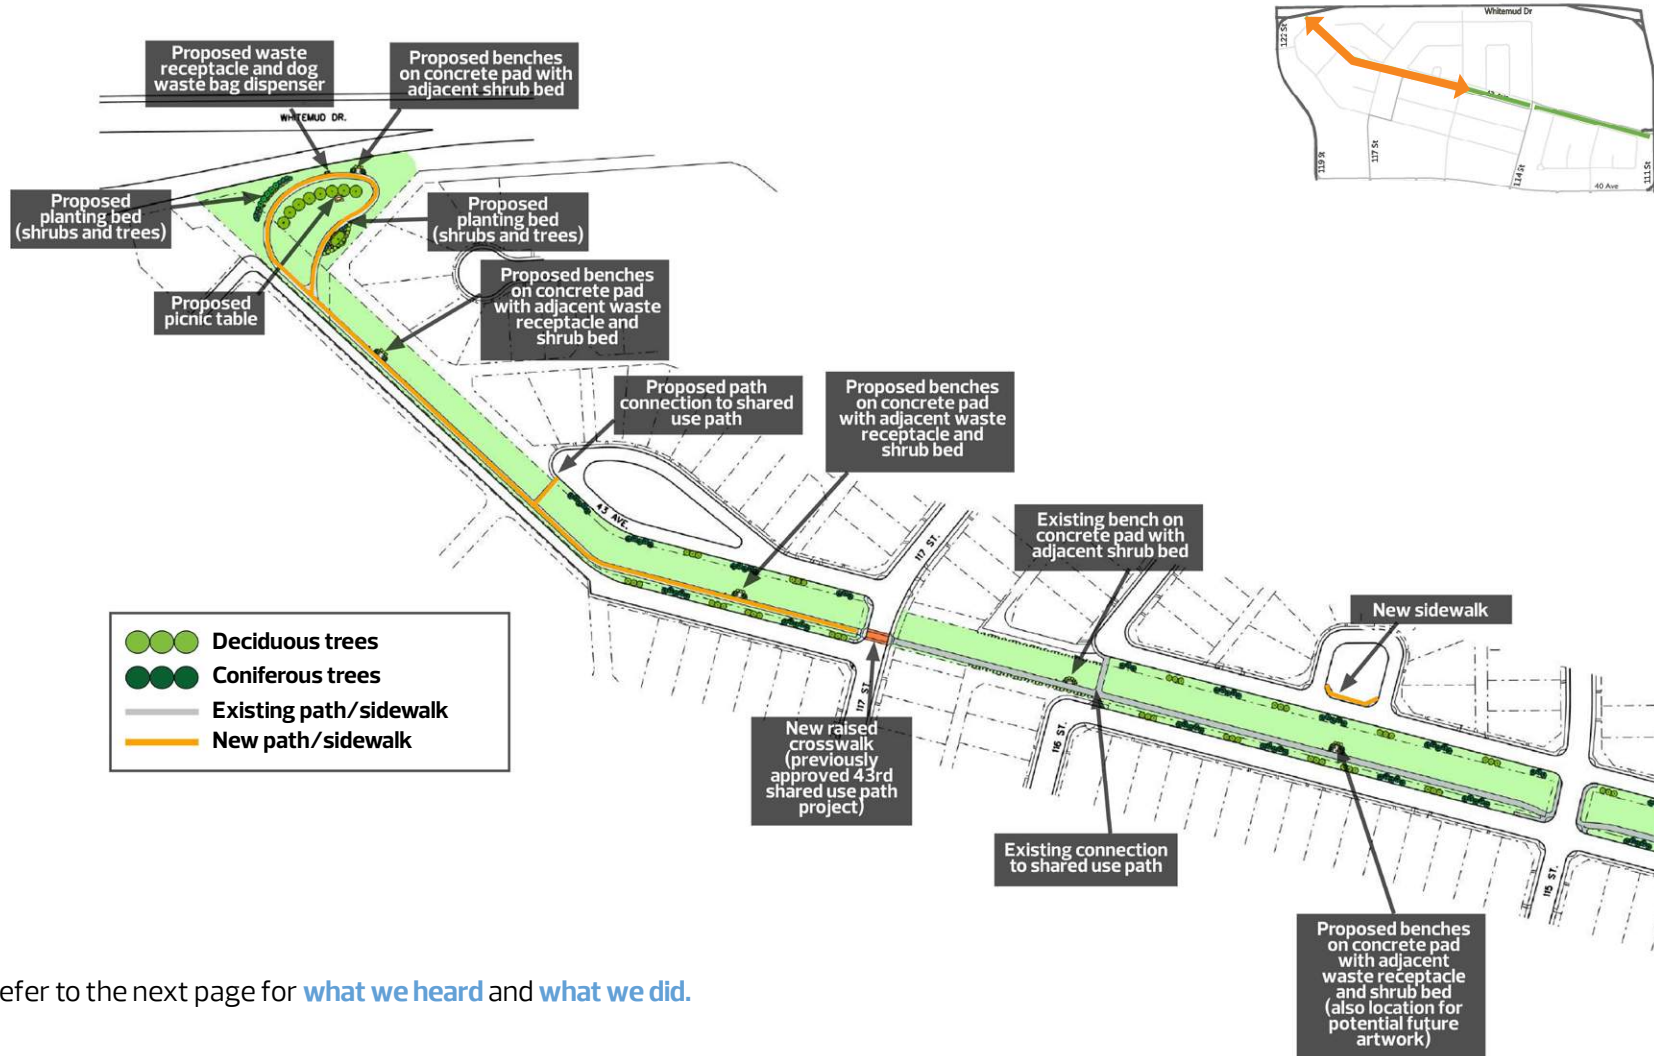 Proposed waste
receptacle and dog
waste bag dispenser
Proposed benches
on concrete pad with
adjacent shrub bed
WHITEMUD DR.
Proposed
planting bed
(shrubs and trees)
Proposed
planting bed
(shrubs and trees)
Proposed
picnic table
Proposed benches
on concrete pad
with adjacent waste
receptacle and
shrub bed
Proposed path
connection to shared
use path
Proposed benches
on concrete pad
with adjacent waste
receptacle and
shrub bed
43 AVE.
117 ST.
Existing bench on
concrete pad with
adjacent shrub bed
New sidewalk
117 ST.
New raised
crosswalk
(previously
approved 43rd
shared use path
project)
116 ST.
Existing connection
to shared use path
115 ST.
Proposed benches
on concrete pad
with adjacent
waste receptacle
and shrub bed
(also location for
potential future
artwork)
Deciduous trees
Coniferous trees
Existing path/sidewalk
New path/sidewalk
Whitemud Dr
122 St
119 St
117 St
114 St
111 St
40 Ave
efer to the next page for what we heard and what we did.